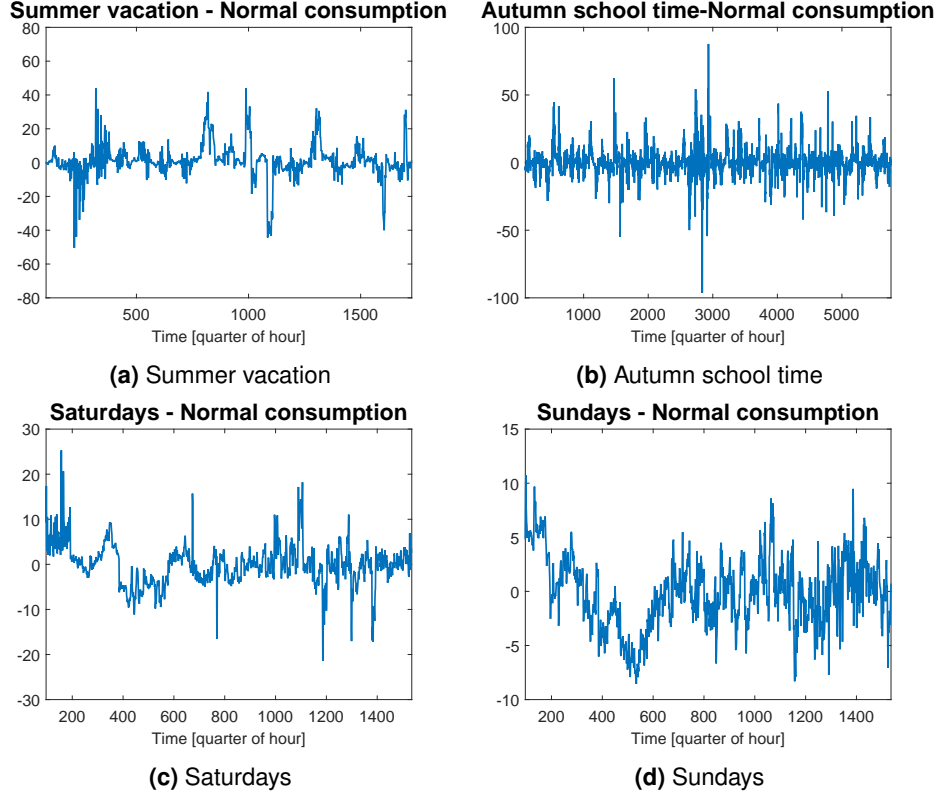 Summer vacation - Normal consumption
80
60
40
20
0
-20
-40
-60
-80
500 1000 1500
Time [quarter of hour]
(a) Summer vacation
Autumn school time-Normal consumption
100
50
0
-50
-100
1000 2000 3000 4000 5000
Time [quarter of hour]
(b) Autumn school time
Saturdays - Normal consumption
30
20
10
0
-10
-20
-30
200 400 600 800 1000 1200 1400
Time [quarter of hour]
(c) Saturdays
Sundays - Normal consumption
15
10
5
0
-5
-10
200 400 600 800 1000 1200 1400
Time [quarter of hour]
(d) Sundays